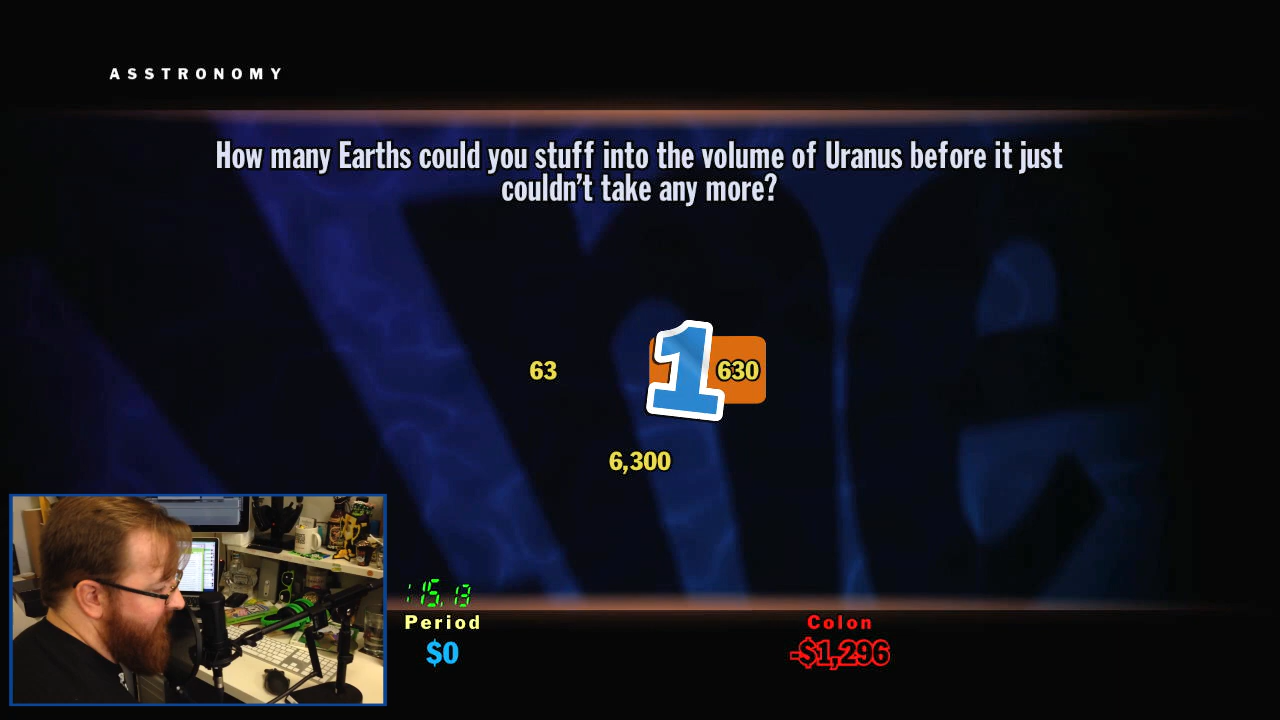 ASSTRONOMY
How many Earths could you stuff into the volume of Uranus before it just
couldn't take any more?
63
1
630
6,300
15.13
Period
Colon
$0
-$1,296